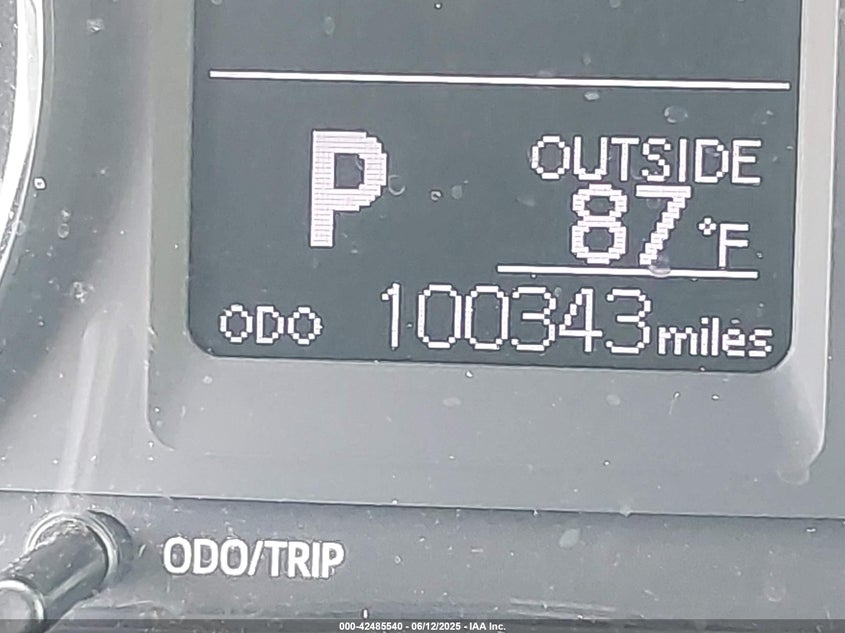 P
OUTSIDE
87°F
ODO 100343 miles
ODO/TRIP
000-42485540 - 06/12/2025 - IAA Inc.